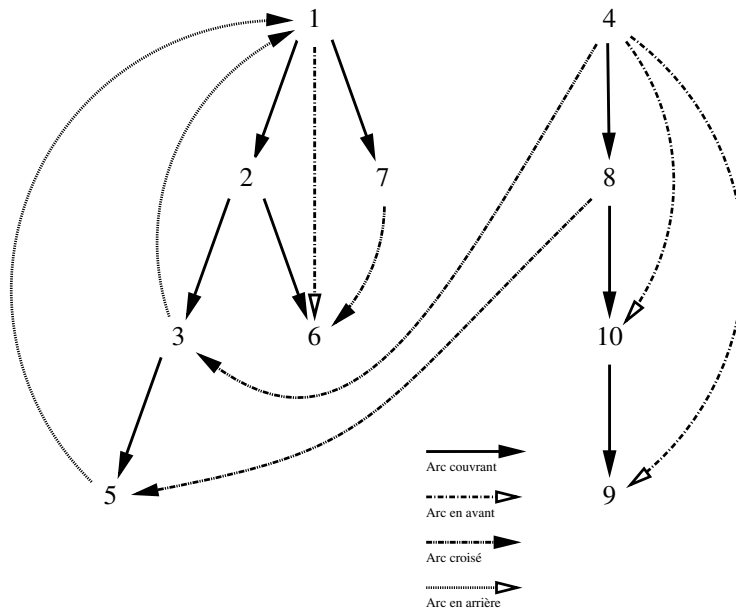 1 4
2 7 8
3 6 10
5 9
Arc couvrant
Arc en avant
Arc croisé
Arc en arrière